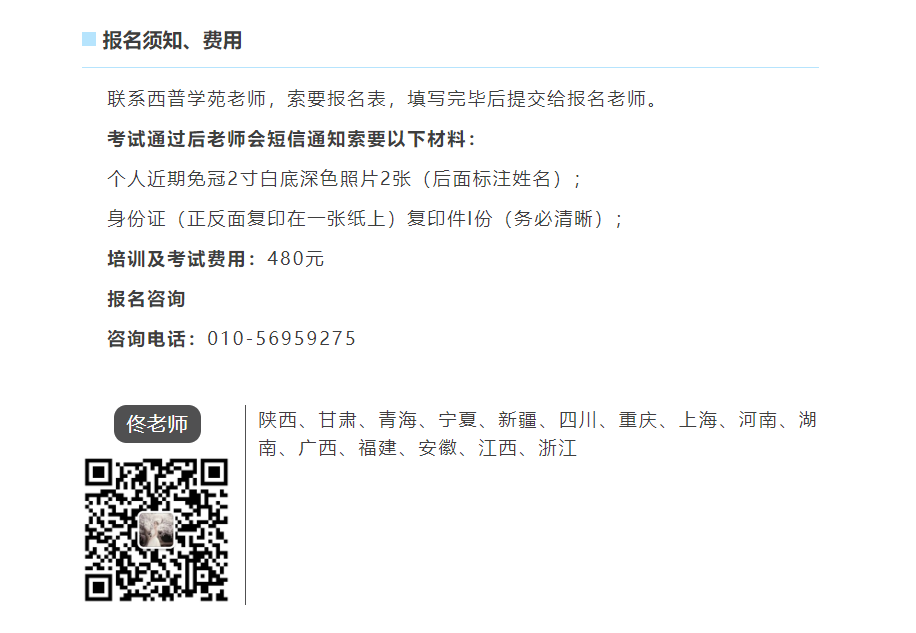 报名须知、费用
联系西普学苑老师，索要报名表，填写完毕后提交给报名老师。
考试通过后老师会短信通知索要以下材料：
个人近期免冠2寸白底深色照片2张（后面标注姓名）；
身份证（正反面复印在一张纸上）复印件l份（务必清晰）；
培训及考试费用：480元
报名咨询
咨询电话：010-56959275
佟老师
陕西、甘肃、青海、宁夏、新疆、四川、重庆、上海、河南、湖
南、广西、福建、安徽、江西、浙江